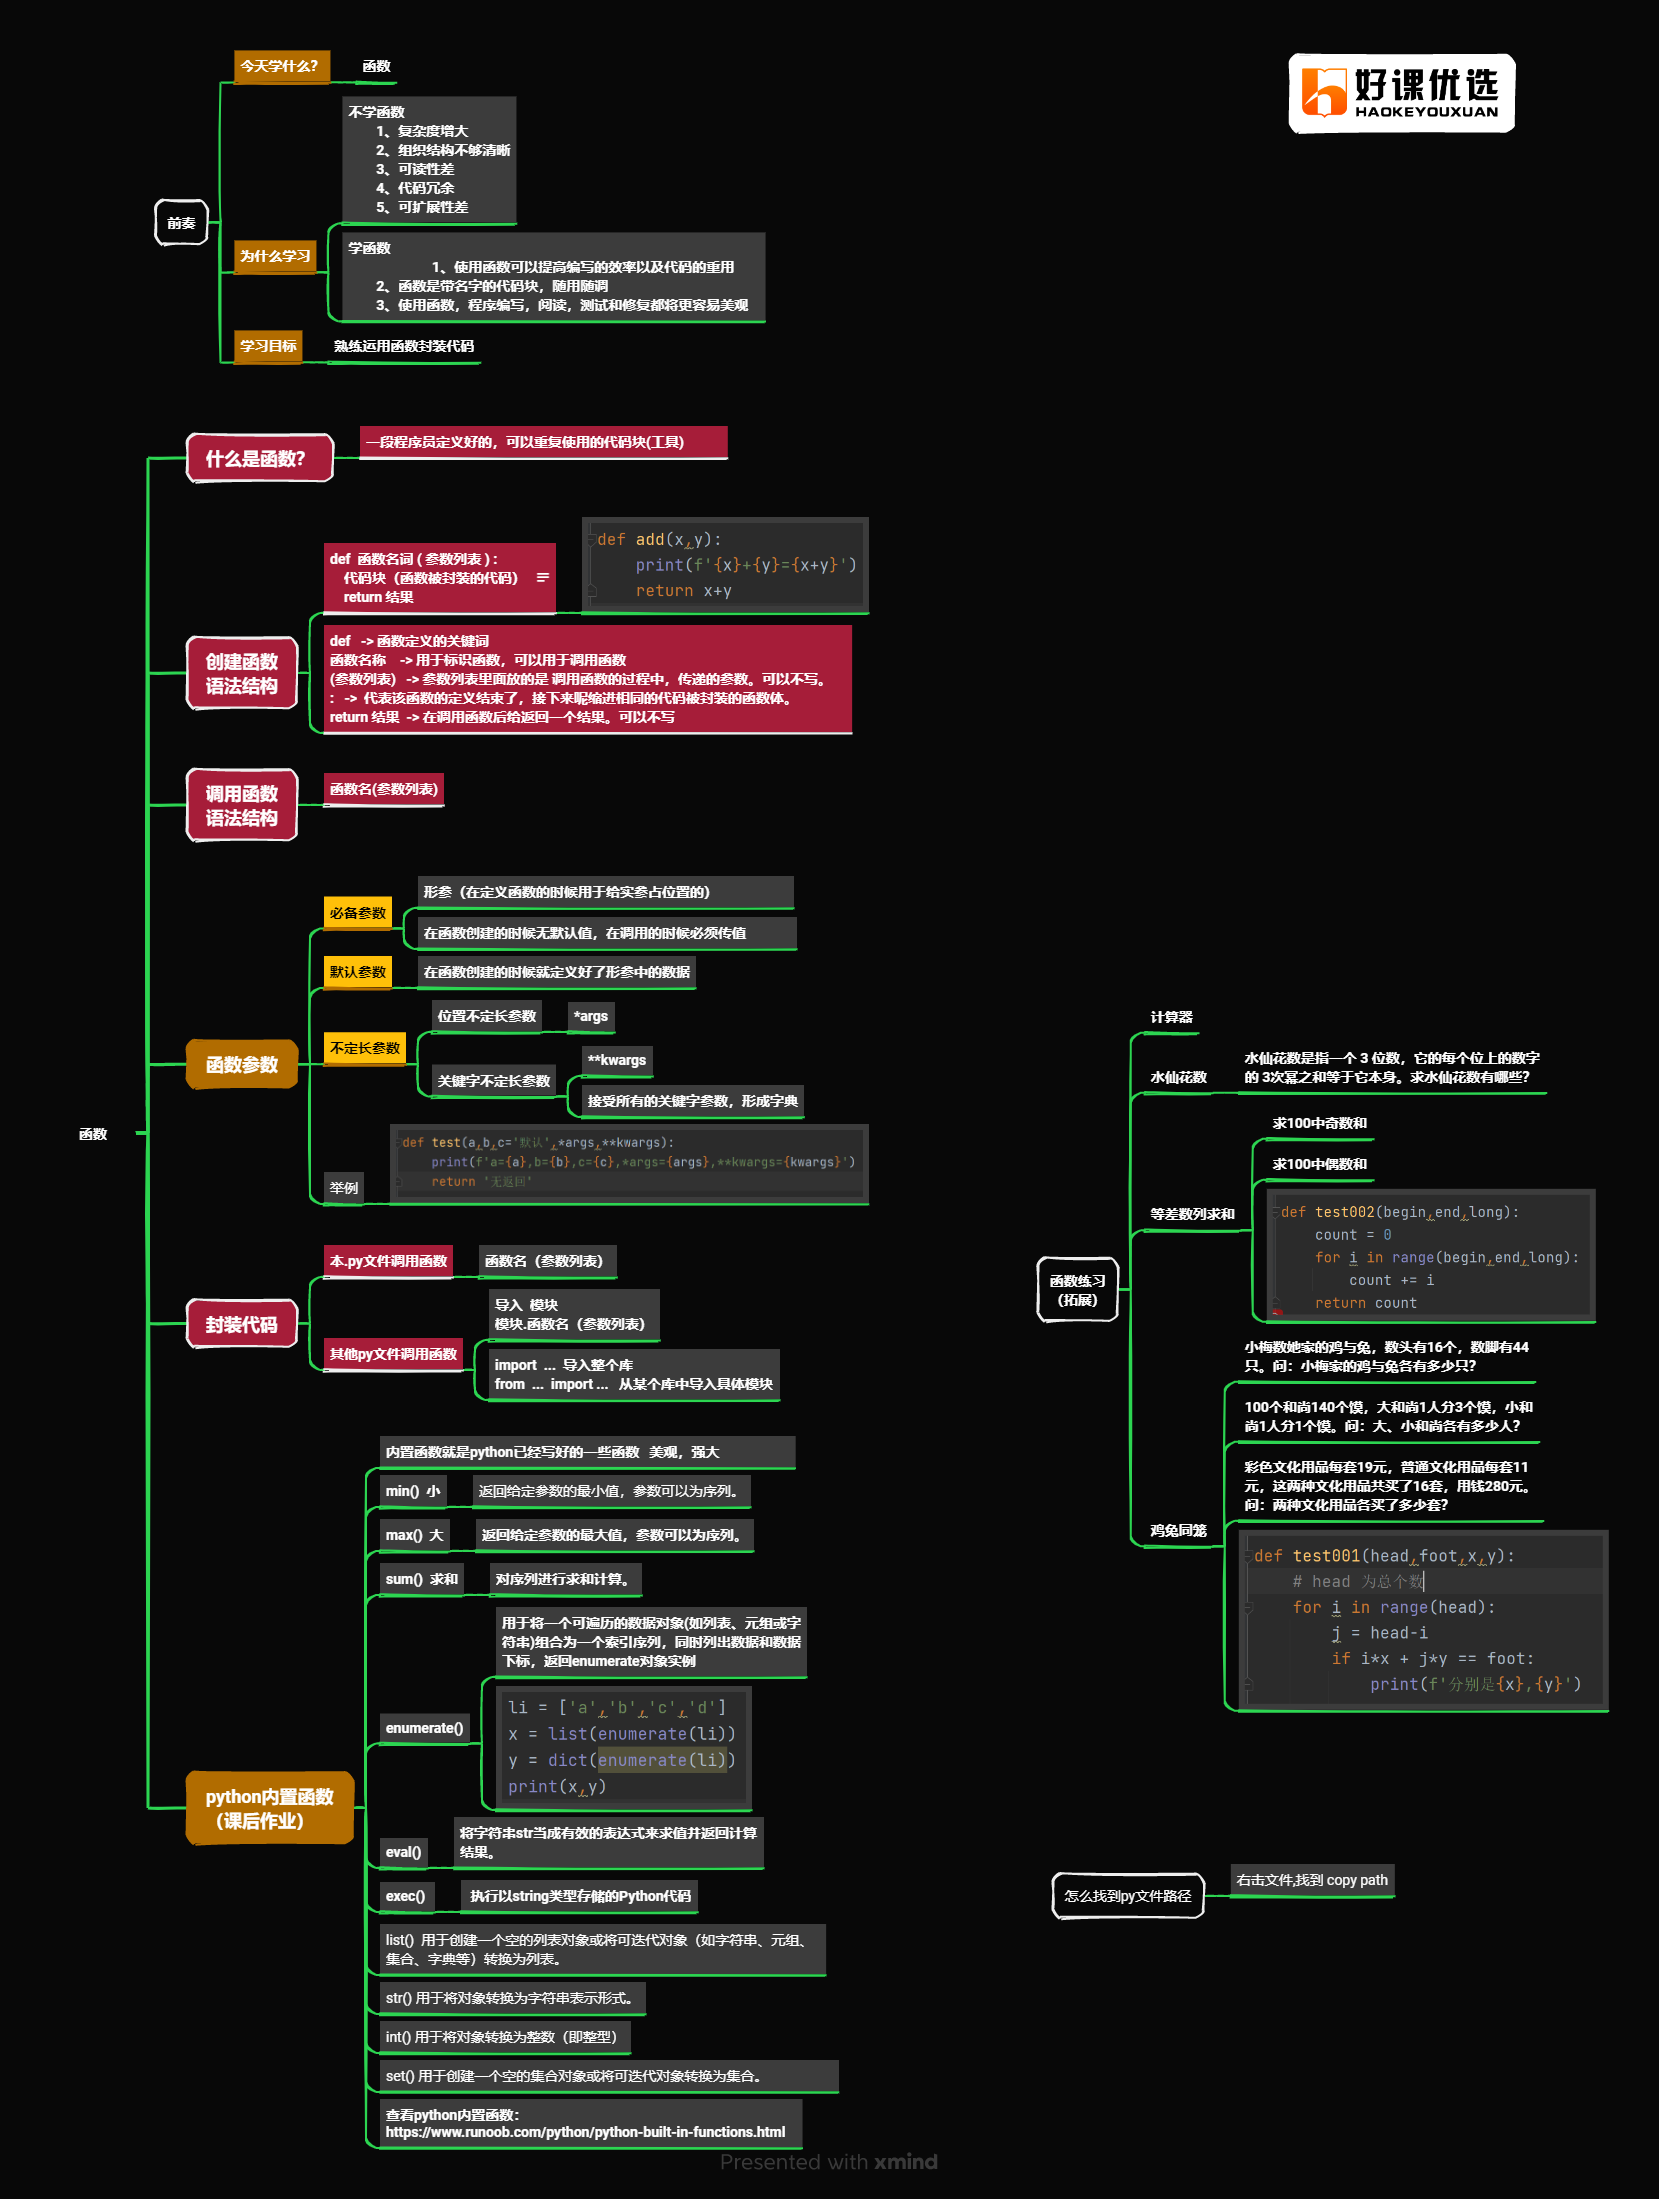 今天学什么?
函数
好课优选
HAOKEYOUXUAN
不学函数
1、复杂度增大
2、组织结构不够清晰
3、可读性差
4、代码冗余
5、可扩展性差
前奏
为什么学习
学函数
1、使用函数可以提高编写的效率以及代码的重用
2、函数是带名字的代码块，随用随调
3、使用函数，程序编写，阅读，测试和修复都将更容易美观
学习目标
熟练运用函数封装代码
什么是函数?
一段程序员定义好的，可以重复使用的代码块(工具)
def 函数名词 ( 参数列表 ) :
代码块（函数被封装的代码）
return 结果
def add(x,y):
print(f'{x}+{y}={x+y}')
return x+y
创建函数
语法结构
def -> 函数定义的关键词
函数名称 -> 用于标识函数，可以用于调用函数
(参数列表) -> 参数列表里面放的是 调用函数的过程中，传递的参数。可以不写。
: -> 代表该函数的定义结束了，接下来呢缩进相同的代码被封装的函数体。
return 结果 -> 在调用函数后给返回一个结果。可以不写
调用函数
语法结构
函数名(参数列表)
函数
函数参数
必备参数
形参（在定义函数的时候用于给实参占位置的）
在函数创建的时候无默认值，在调用的时候必须传值
默认参数
在函数创建的时候就定义好了形参中的数据
不定长参数
位置不定长参数
*args
关键字不定长参数
**kwargs
接受所有的关键字参数，形成字典
举例
def test(a,b,c='默认',*args,**kwargs):
print(f'a={a},b={b},c={c},*args={args},**kwargs={kwargs}')
return '无返回'
封装代码
本.py文件调用函数
函数名（参数列表）
其他py文件调用函数
导入 模块
模块.函数名（参数列表）
import ... 导入整个库
from ... import ... 从某个库中导入具体模块
python内置函数
（课后作业）
内置函数就是python已经写好的一些函数 美观，强大
min() 小
返回给定参数的最小值，参数可以为序列。
max() 大
返回给定参数的最大值，参数可以为序列。
sum() 求和
对序列进行求和计算。
enumerate()
用于将一个可遍历的数据对象(如列表、元组或字
符串)组合为一个索引序列，同时列出数据和数据
下标，返回enumerate对象实例
li = ['a','b','c','d']
x = list(enumerate(li))
y = dict(enumerate(li))
print(x,y)
eval()
将字符串str当成有效的表达式来求值并返回计算
结果。
exec()
执行以string类型存储的Python代码
list() 用于创建一个空的列表对象或将可迭代对象（如字符串、元组、
集合、字典等）转换为列表。
str() 用于将对象转换为字符串表示形式。
int() 用于将对象转换为整数（即整型）
set() 用于创建一个空的集合对象或将可迭代对象转换为集合。
查看python内置函数：
https://www.runoob.com/python/python-built-in-functions.html
函数练习
（拓展）
计算器
水仙花数
水仙花数是指一个 3 位数，它的每个位上的数字
的 3次幂之和等于它本身。求水仙花数有哪些?
等差数列求和
求100中奇数和
求100中偶数和
def test002(begin,end,long):
count = 0
for i in range(begin,end,long):
count += i
return count
鸡兔同笼
小梅数她家的鸡与兔，数头有16个，数脚有44
只。问：小梅家的鸡与兔各有多少只?
100个和尚140个馍，大和尚1人分3个馍，小和
尚1人分1个馍。问：大、小和尚各有多少人?
彩色文化用品每套19元，普通文化用品每套11
元，这两种文化用品共买了16套，用钱280元。
问：两种文化用品各买了多少套?
def test001(head,foot,x,y):
# head 为总个数
for i in range(head):
j = head-i
if i*x + j*y == foot:
print(f'分别是{x},{y}')
怎么找到py文件路径
右击文件,找到 copy path
Presented with xmind